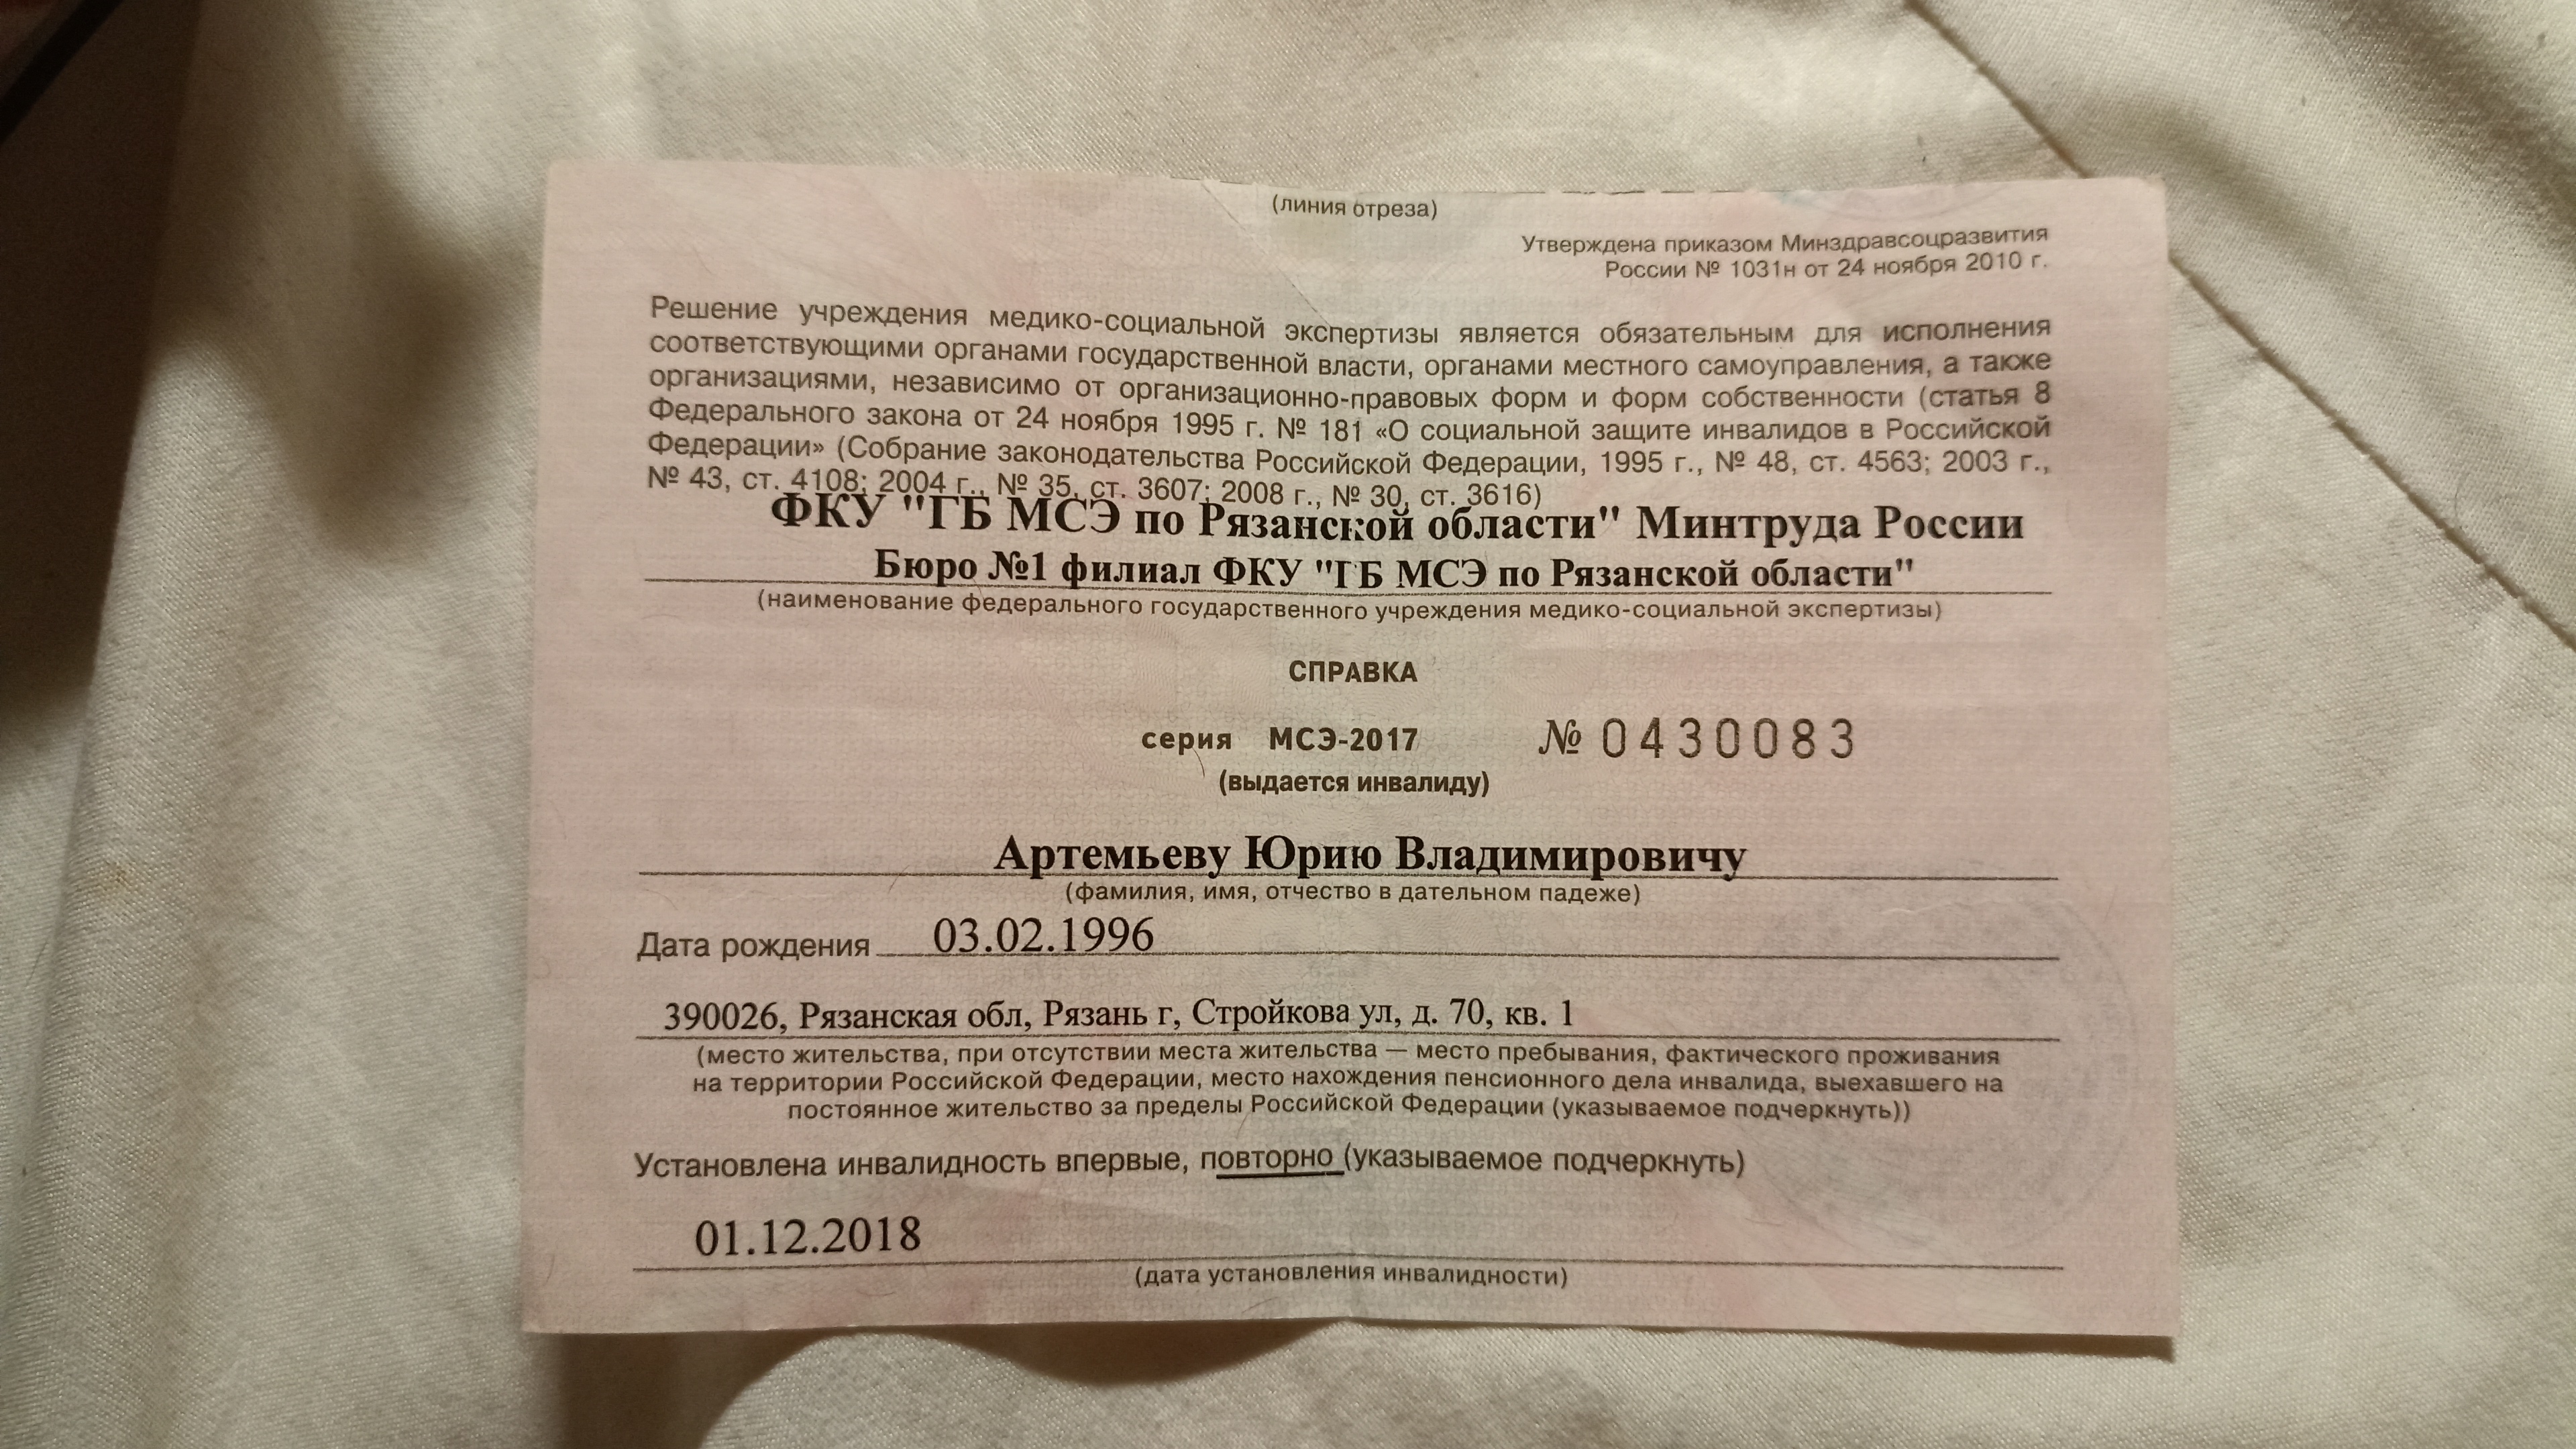 (линия отреза)
Утверждена приказом Минздравсоцразвития
России № 1031н от 24 ноября 2010 г.
Решение учреждения медико-социальной экспертизы является обязательным для исполнения
соответствующими органами государственной власти, органами местного самоуправления, а также
организациями, независимо от организационно-правовых форм и форм собственности (статья 8
Федерального закона от 24 ноября 1995 г. № 181 «О социальной защите инвалидов в Российской
Федерации» (Собрание законодательства Российской Федерации, 1995 г., № 48, ст. 4563; 2003 г.,
№ 43, ст. 4108; 2004 г., № 35, ст. 3607; 2008 г., № 30, ст. 3616)
ФКУ "ГБ МСЭ по Рязанской области" Минтруда России
Бюро №1 филиал ФКУ "ГБ МСЭ по Рязанской области"
(наименование федерального государственного учреждения медико-социальной экспертизы)
СПРАВКА
серия МСЭ-2017 № 0430083
(выдается инвалиду)
Артемьеву Юрию Владимировичу
(фамилия, имя, отчество в дательном падеже)
Дата рождения 03.02.1996
390026, Рязанская обл, Рязань г, Стройкова ул, д. 70, кв. 1
(место жительства, при отсутствии места жительства — место пребывания, фактического проживания
на территории Российской Федерации, место нахождения пенсионного дела инвалида, выехавшего на
постоянное жительство за пределы Российской Федерации (указываемое подчеркнуть))
Установлена инвалидность впервые, повторно (указываемое подчеркнуть)
01.12.2018
(дата установления инвалидности)